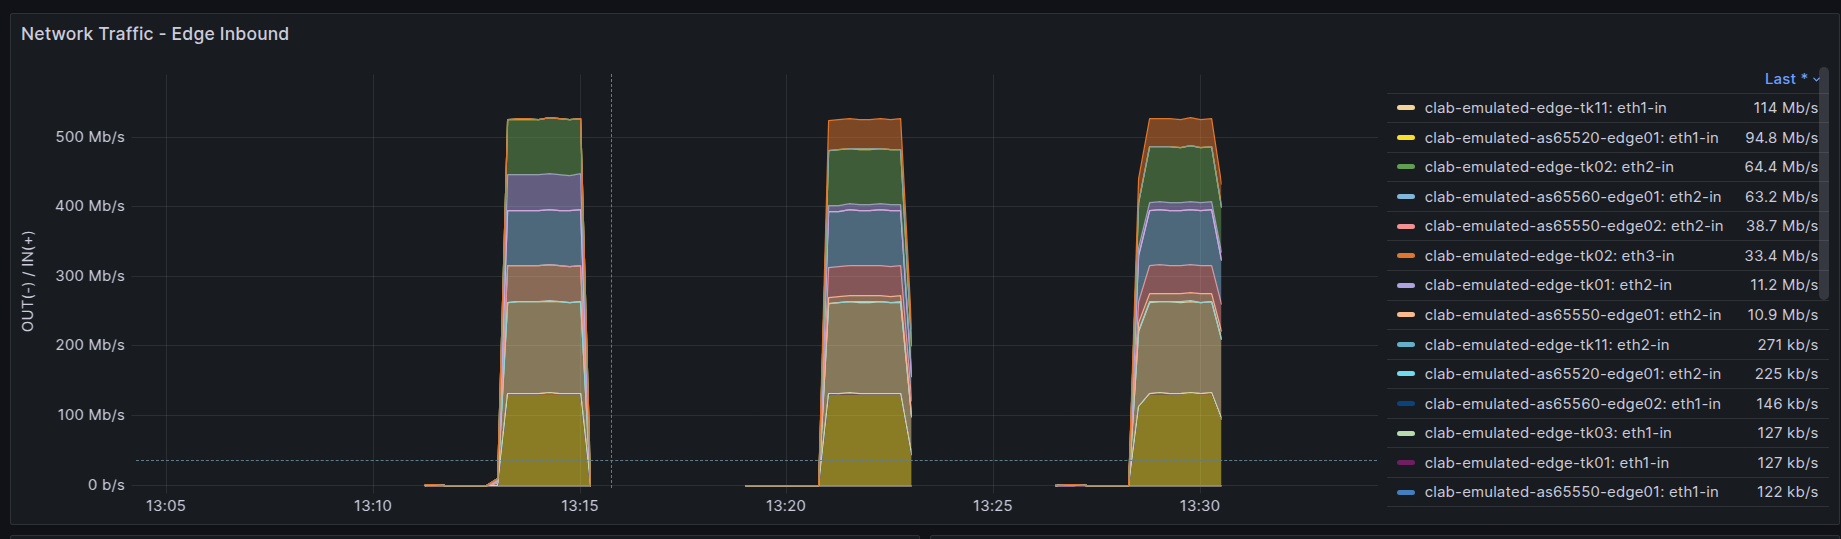 Network Traffic - Edge Inbound
Last *
OUT(-) / IN(+)
500 Mb/s
400 Mb/s
300 Mb/s
200 Mb/s
100 Mb/s
0 b/s
13:05
13:10
13:15
13:20
13:25
13:30
clab-emulated-edge-tk11: eth1-in 114 Mb/s
clab-emulated-as65520-edge01: eth1-in 94.8 Mb/s
clab-emulated-edge-tk02: eth2-in 64.4 Mb/s
clab-emulated-as65560-edge01: eth2-in 63.2 Mb/s
clab-emulated-as65550-edge02: eth2-in 38.7 Mb/s
clab-emulated-edge-tk02: eth3-in 33.4 Mb/s
clab-emulated-edge-tk01: eth2-in 11.2 Mb/s
clab-emulated-as65550-edge01: eth2-in 10.9 Mb/s
clab-emulated-edge-tk11: eth2-in 271 kb/s
clab-emulated-as65520-edge01: eth2-in 225 kb/s
clab-emulated-as65560-edge02: eth1-in 146 kb/s
clab-emulated-edge-tk03: eth1-in 127 kb/s
clab-emulated-edge-tk01: eth1-in 127 kb/s
clab-emulated-as65550-edge01: eth1-in 122 kb/s